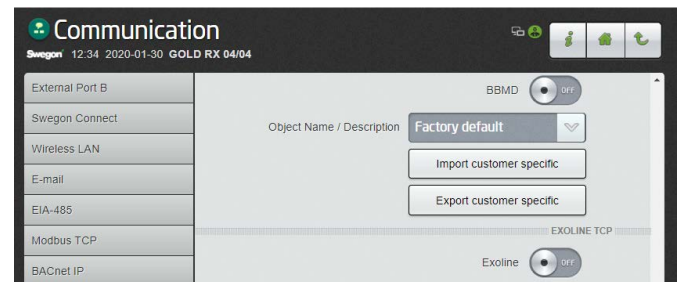 Communication
Swegon 12:34 2020-01-30 GOLD RX 04/04
External Port B
Swegon Connect
Wireless LAN
E-mail
EIA-485
Modbus TCP
BACnet IP
BBMD OFF
Object Name / Description Factory default
Import customer specific
Export customer specific
EXOLINE TCP
Exoline OFF